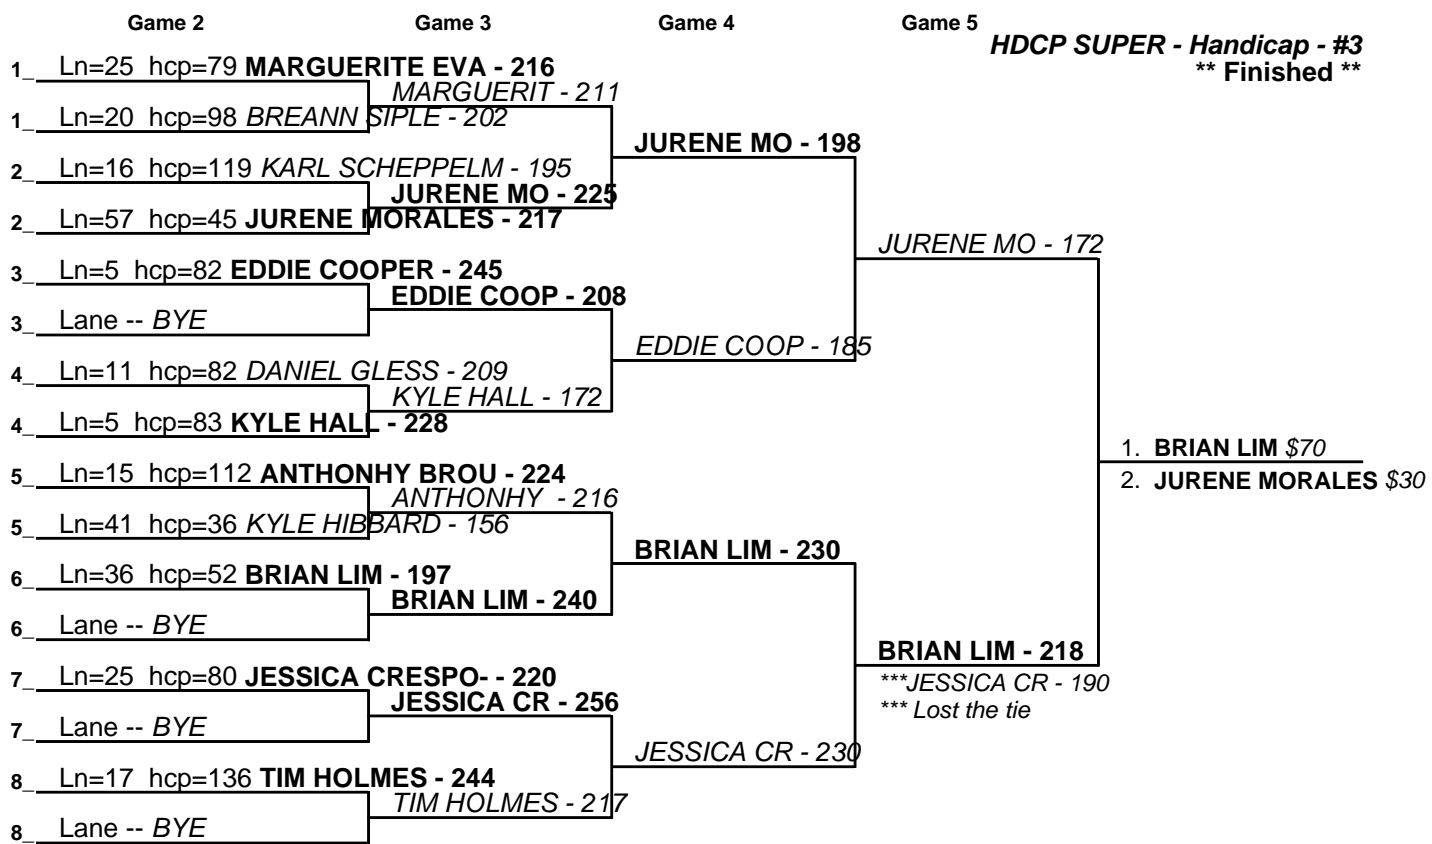 Game 2 Game 3 Game 4 Game 5
HDCP SUPER - Handicap - #3
** Finished **
1_ Ln=25 hcp=79 MARGUERITE EVA - 216
MARGUERIT - 211
1_ Ln=20 hcp=98 BREANN SIPLE - 202
JURENE MO - 198
2_ Ln=16 hcp=119 KARL SCHEPPELM - 195
JURENE MO - 225
2_ Ln=57 hcp=45 JURENE MORALES - 217
JURENE MO - 172
3_ Ln=5 hcp=82 EDDIE COOPER - 245
EDDIE COOP - 208
3_ Lane -- BYE
EDDIE COOP - 185
4_ Ln=11 hcp=82 DANIEL GLESS - 209
KYLE HALL - 172
4_ Ln=5 hcp=83 KYLE HALL - 228
1. BRIAN LIM $70
2. JURENE MORALES $30
5_ Ln=15 hcp=112 ANTHONHY BROU - 224
ANTHONHY - 216
5_ Ln=41 hcp=36 KYLE HIBBARD - 156
BRIAN LIM - 230
6_ Ln=36 hcp=52 BRIAN LIM - 197
BRIAN LIM - 240
6_ Lane -- BYE
BRIAN LIM - 218
***JESSICA CR - 190
*** Lost the tie
7_ Ln=25 hcp=80 JESSICA CRESPO- - 220
JESSICA CR - 256
7_ Lane -- BYE
JESSICA CR - 230
8_ Ln=17 hcp=136 TIM HOLMES - 244
TIM HOLMES - 217
8_ Lane -- BYE